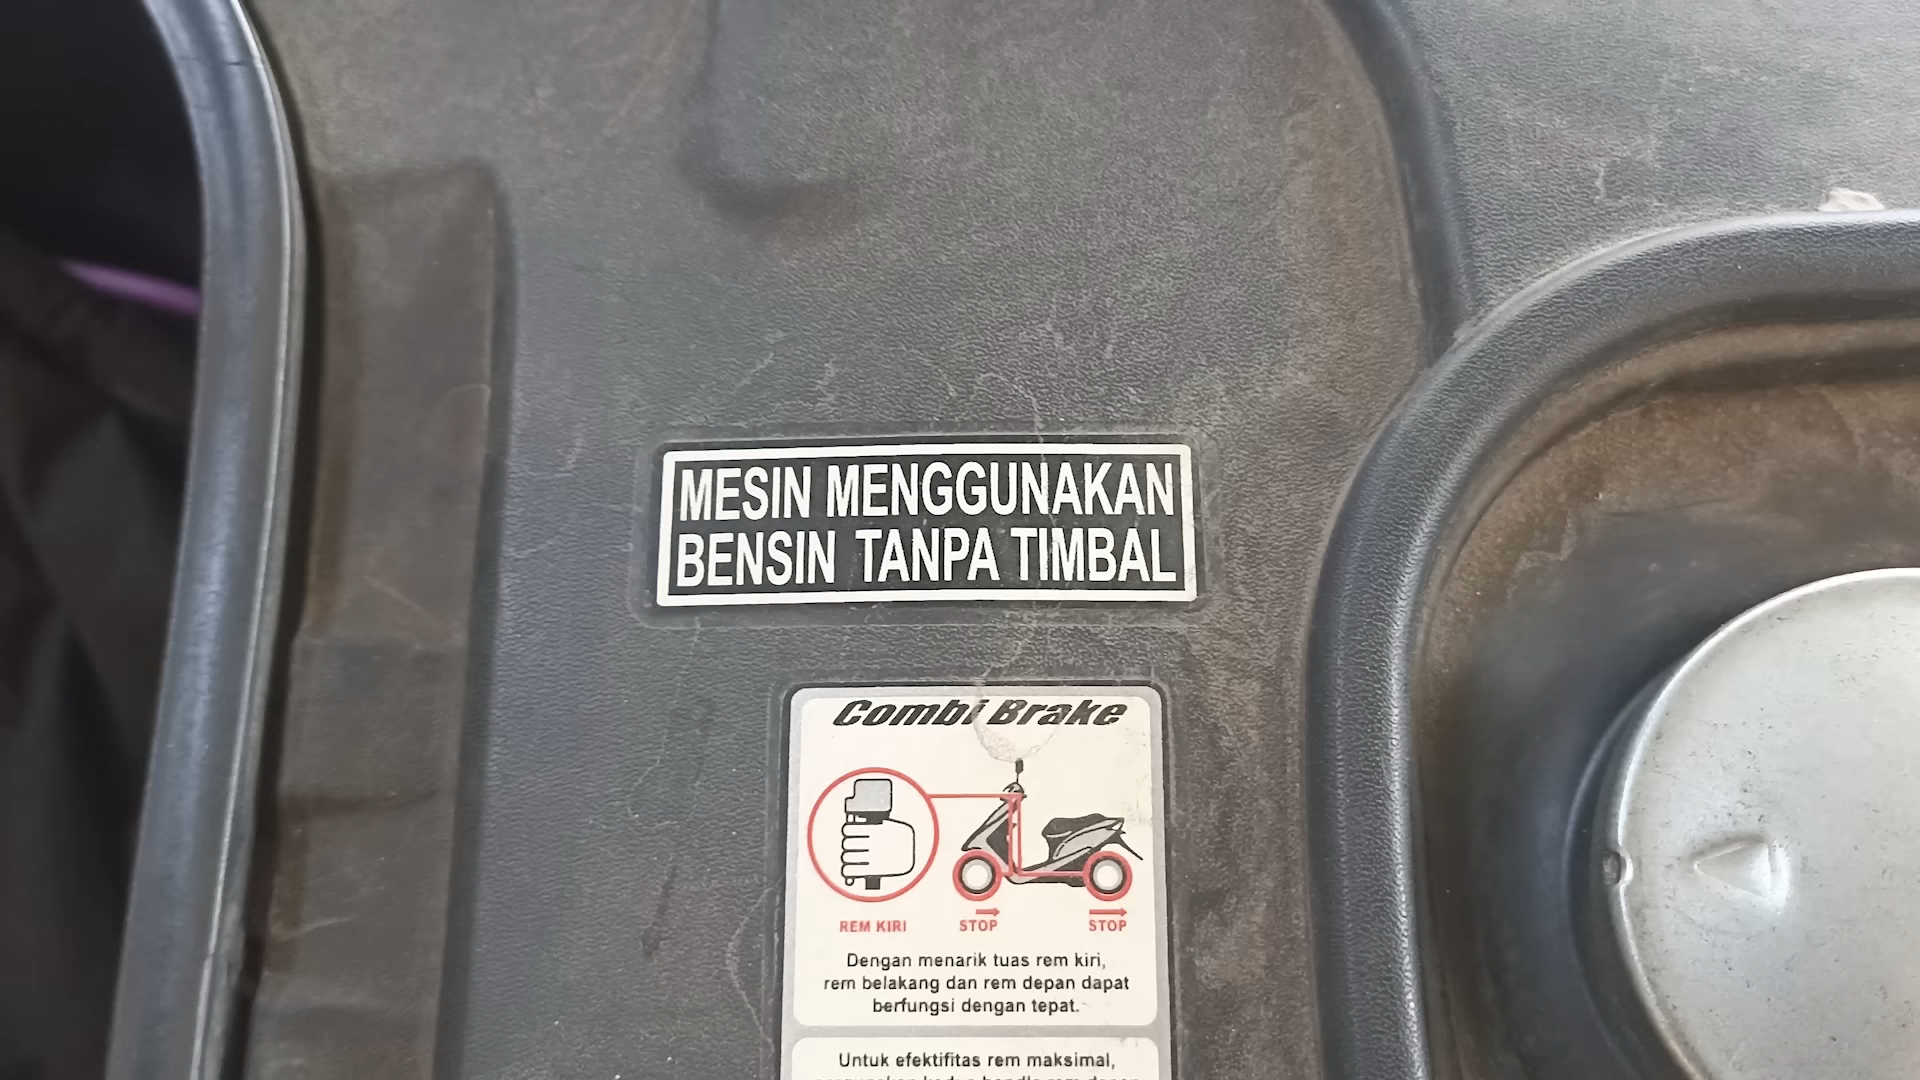 MESIN MENGGUNAKAN
BENSIN TANPA TIMBAL
Combi Brake
REM KIRI
STOP
STOP
Dengan menarik tuas rem kiri,
rem belakang dan rem depan dapat
berfungsi dengan tepat.
Untuk efektifitas rem maksimal,